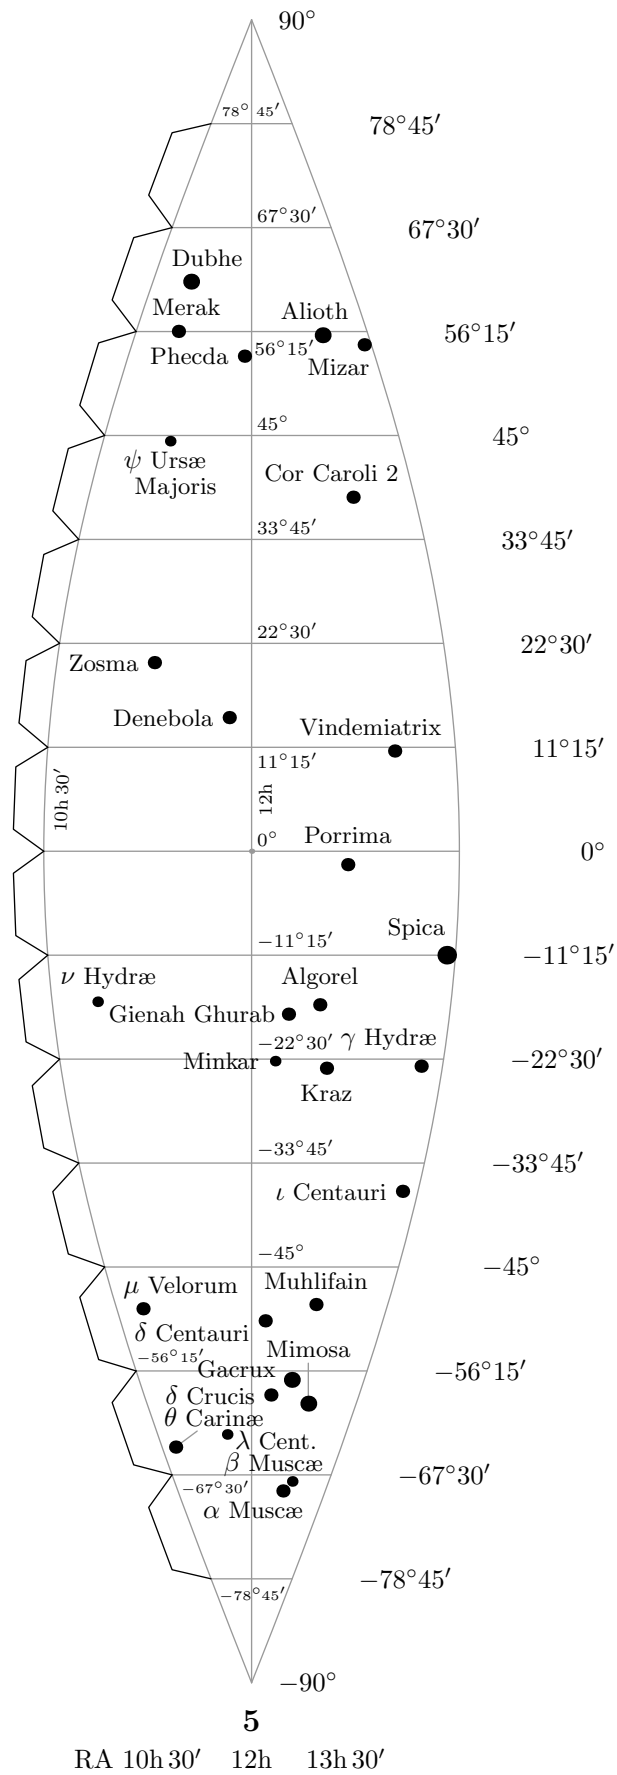 90°
78° 45′
78°45′
67°30′
67°30′
Dubhe
Merak
Alioth
56°15′
Phecda
56°15′
Mizar
45°
45°
ψ Ursæ
Majoris
Cor Caroli 2
33°45′
33°45′
22°30′
22°30′
Zosma
Denebola
Vindemiatrix
11°15′
11°15′
10h 30′
12h
0°
Porrima
0°
Spica
−11°15′
−11°15′
ν Hydræ
Algorel
Gienah Ghurab
−22°30′
γ Hydræ
Minkar
−22°30′
Kraz
−33°45′
−33°45′
ι Centauri
−45°
−45°
μ Velorum
Muhlifain
δ Centauri
Mimosa
−56°15′
Gacrux
−56°15′
δ Crucis
θ Carinæ
λ Cent.
β Muscæ
−67°30′
−67°30′
α Muscæ
−78°45′
−78°45′
−90°
5
RA 10h 30′ 12h 13h 30′